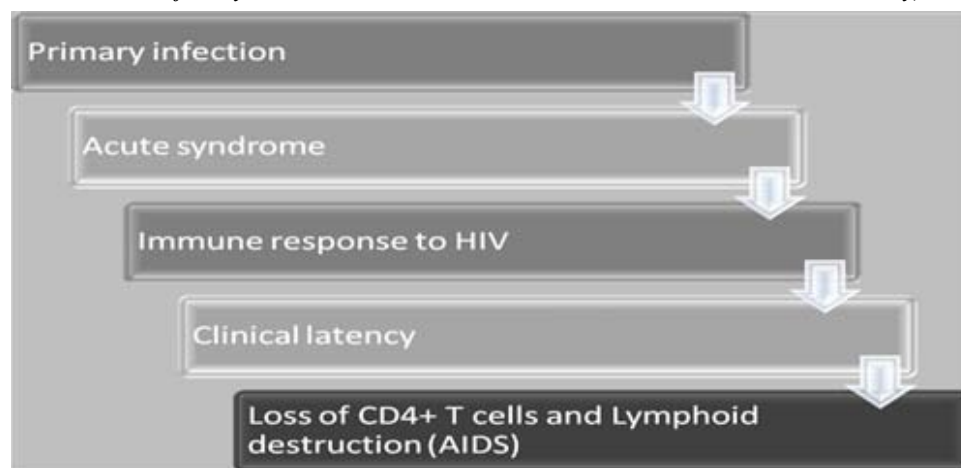 Primary infection
Acute syndrome
Immune response to HIV
Clinical latency
Loss of CD4+ T cells and Lymphoid
destruction (AIDS)